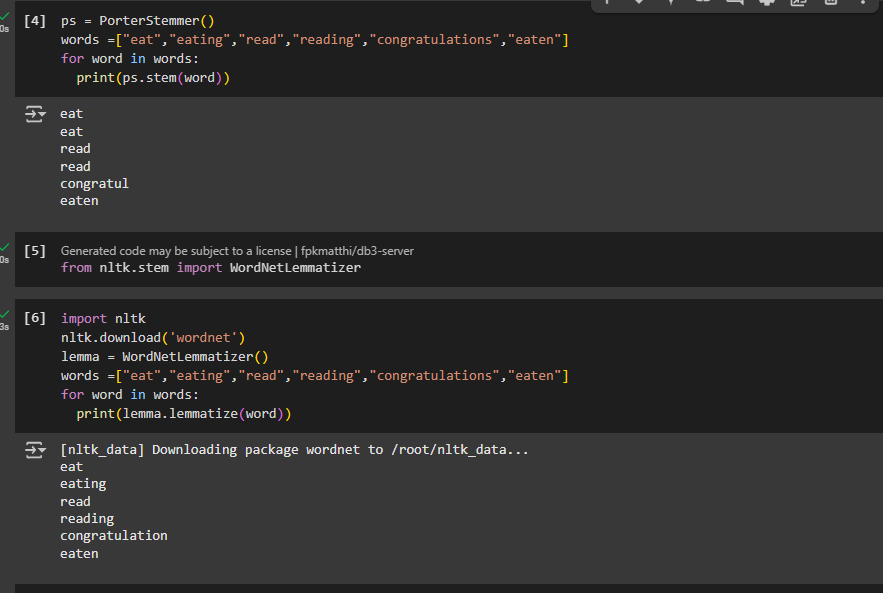 [4] ps = PorterStemmer()
words =["eat","eating","read","reading","congratulations","eaten"]
for word in words:
  print(ps.stem(word))
0s
eat
eat
read
read
congratul
eaten
[5] Generated code may be subject to a license | fpkmatthi/db3-server
0s
from nltk.stem import WordNetLemmatizer
[6] import nltk
3s
nltk.download('wordnet')
lemma = WordNetLemmatizer()
words =["eat","eating","read","reading","congratulations","eaten"]
for word in words:
  print(lemma.lemmatize(word))
[nltk_data] Downloading package wordnet to /root/nltk_data...
eat
eating
read
reading
congratulation
eaten